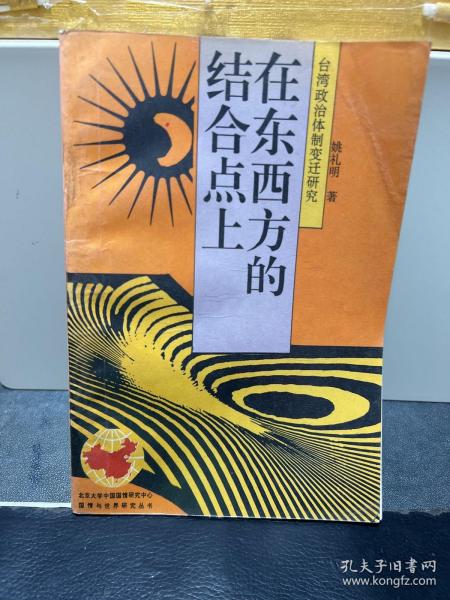 在东西方的
结合点上
台湾政治体制变迁研究
姚礼明 著
北京大学中国国情研究中心
国情与世界研究丛书
孔夫子旧书网
www.kongfz.com